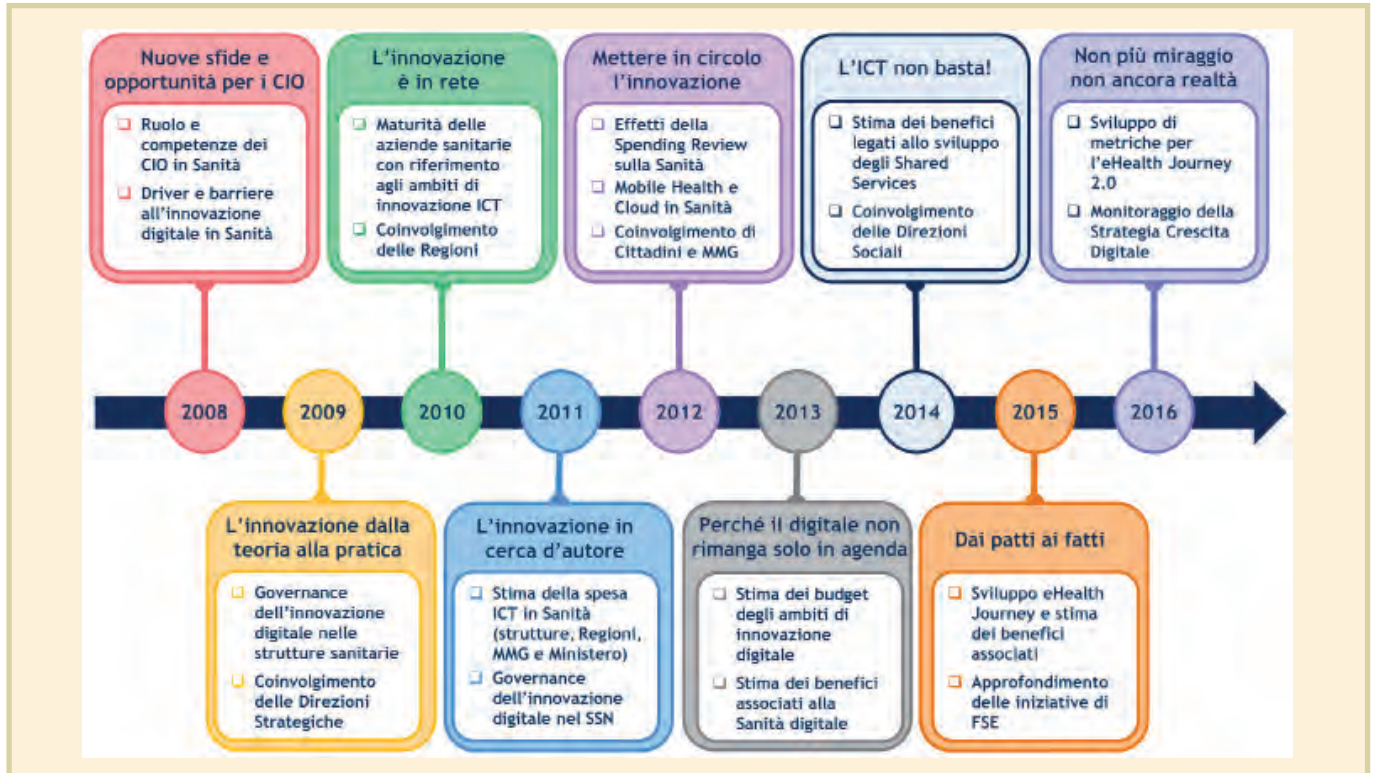 Nuove sfide e
opportunità per i CIO
Ruolo e
competenze dei
CIO in Sanità
Driver e barriere
all'innovazione
digitale in Sanità
L'innovazione
è in rete
Maturità delle
aziende sanitarie
con riferimento
agli ambiti di
innovazione ICT
Coinvolgimento
delle Regioni
Mettere in circolo
l'innovazione
Effetti della
Spending Review
sulla Sanità
Mobile Health e
Cloud in Sanità
Coinvolgimento di
Cittadini e MMG
L'ICT non basta!
Stima dei benefici
legati allo sviluppo
degli Shared
Services
Coinvolgimento
delle Direzioni
Sociali
Non più miraggio
non ancora realtà
Sviluppo di
metriche per
l'eHealth Journey
2.0
Monitoraggio della
Strategia Crescita
Digitale
2008
2009
2010
2011
2012
2013
2014
2015
2016
L'innovazione dalla
teoria alla pratica
Governance
dell'innovazione
digitale nelle
strutture sanitarie
Coinvolgimento
delle Direzioni
Strategiche
L'innovazione in
cerca d'autore
Stima della spesa
ICT in Sanità
(strutture, Regioni,
MMG e Ministero)
Governance
dell'innovazione
digitale nel SSN
Perché il digitale non
rimanga solo in agenda
Stima dei budget
degli ambiti di
innovazione
digitale
Stima dei benefici
associati alla
Sanità digitale
Dai patti ai fatti
Sviluppo eHealth
Journey e stima
dei benefici
associati
Approfondimento
delle iniziative di
FSE